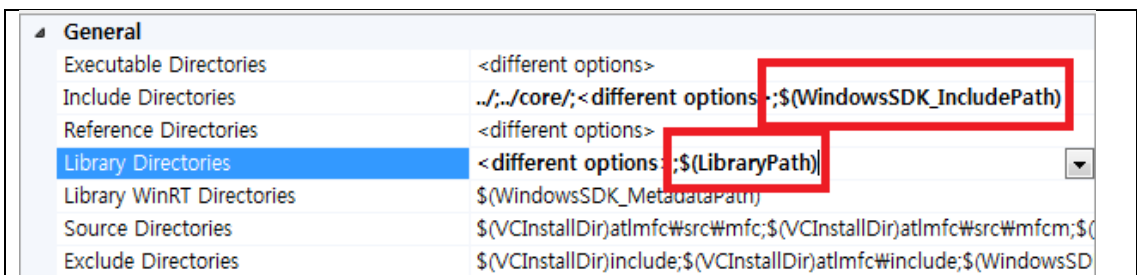 General
Executable Directories <different options>
Include Directories ../;../core/;<different options>;$(WindowsSDK_IncludePath)
Reference Directories <different options>
Library Directories <different options>;$(LibraryPath)
Library WinRT Directories $(WindowsSDK_MetadataPath)
Source Directories $(VCInstallDir)atlmfc₩src₩mfc;$(VCInstallDir)atlmfc₩src₩mfcm;$(
Exclude Directories $(VCInstallDir)include;$(VCInstallDir)atlmfc₩include;$(WindowsSD